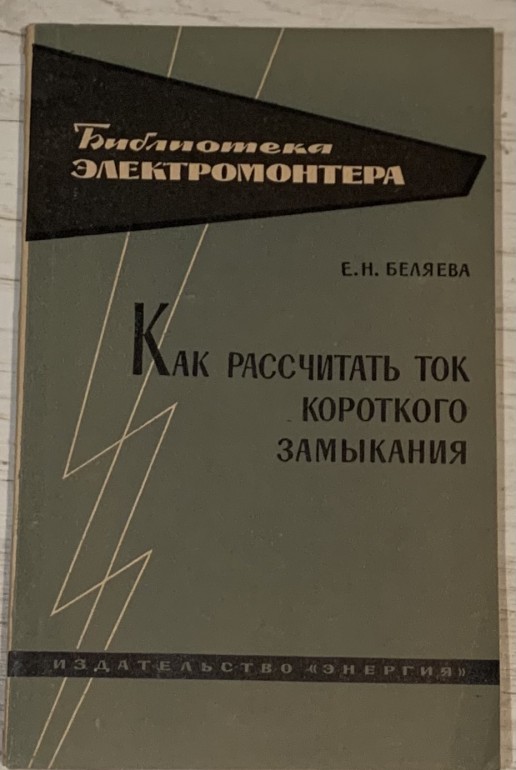 Библиотека
ЭЛЕКТРОМОНТЕРА
Е.Н. БЕЛЯЕВА
КАК РАССЧИТАТЬ ТОК
КОРОТКОГО
ЗАМЫКАНИЯ
ИЗДАТЕЛЬСТВО «ЭНЕРГИЯ»